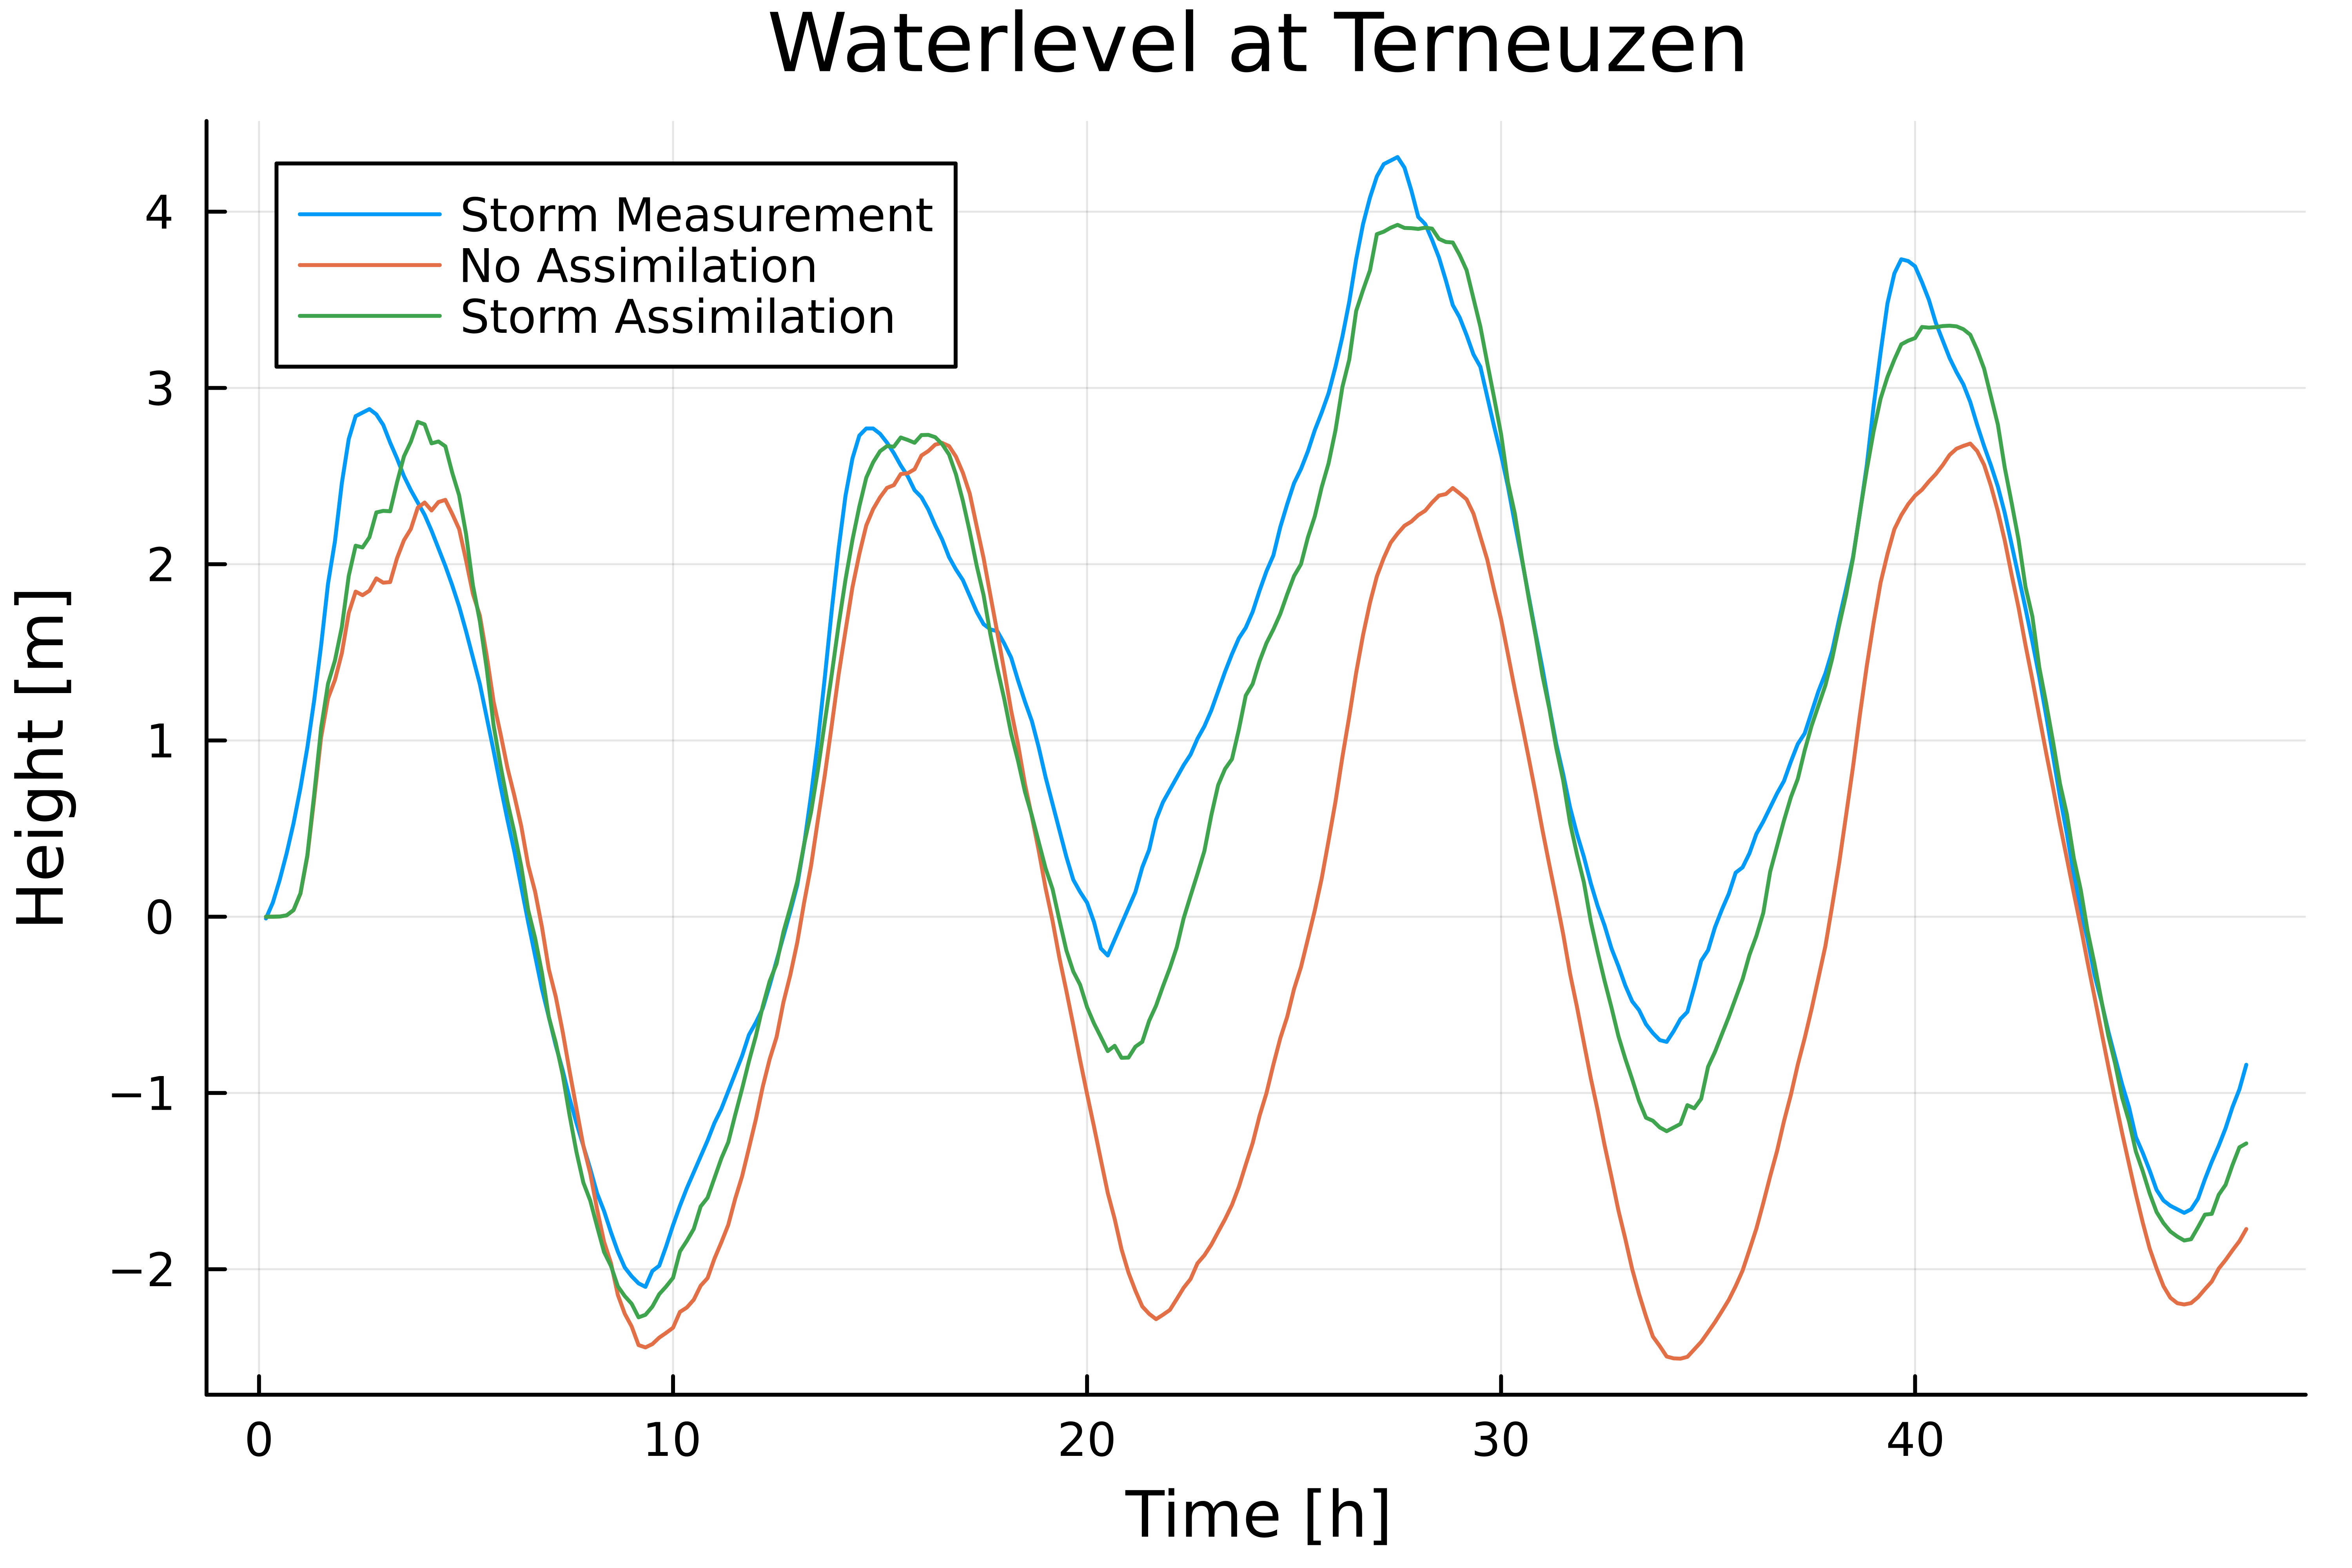 Waterlevel at Terneuzen
Storm Measurement
No Assimilation
Storm Assimilation
4
3
2
1
0
−1
−2
Height [m]
0 10 20 30 40
Time [h]